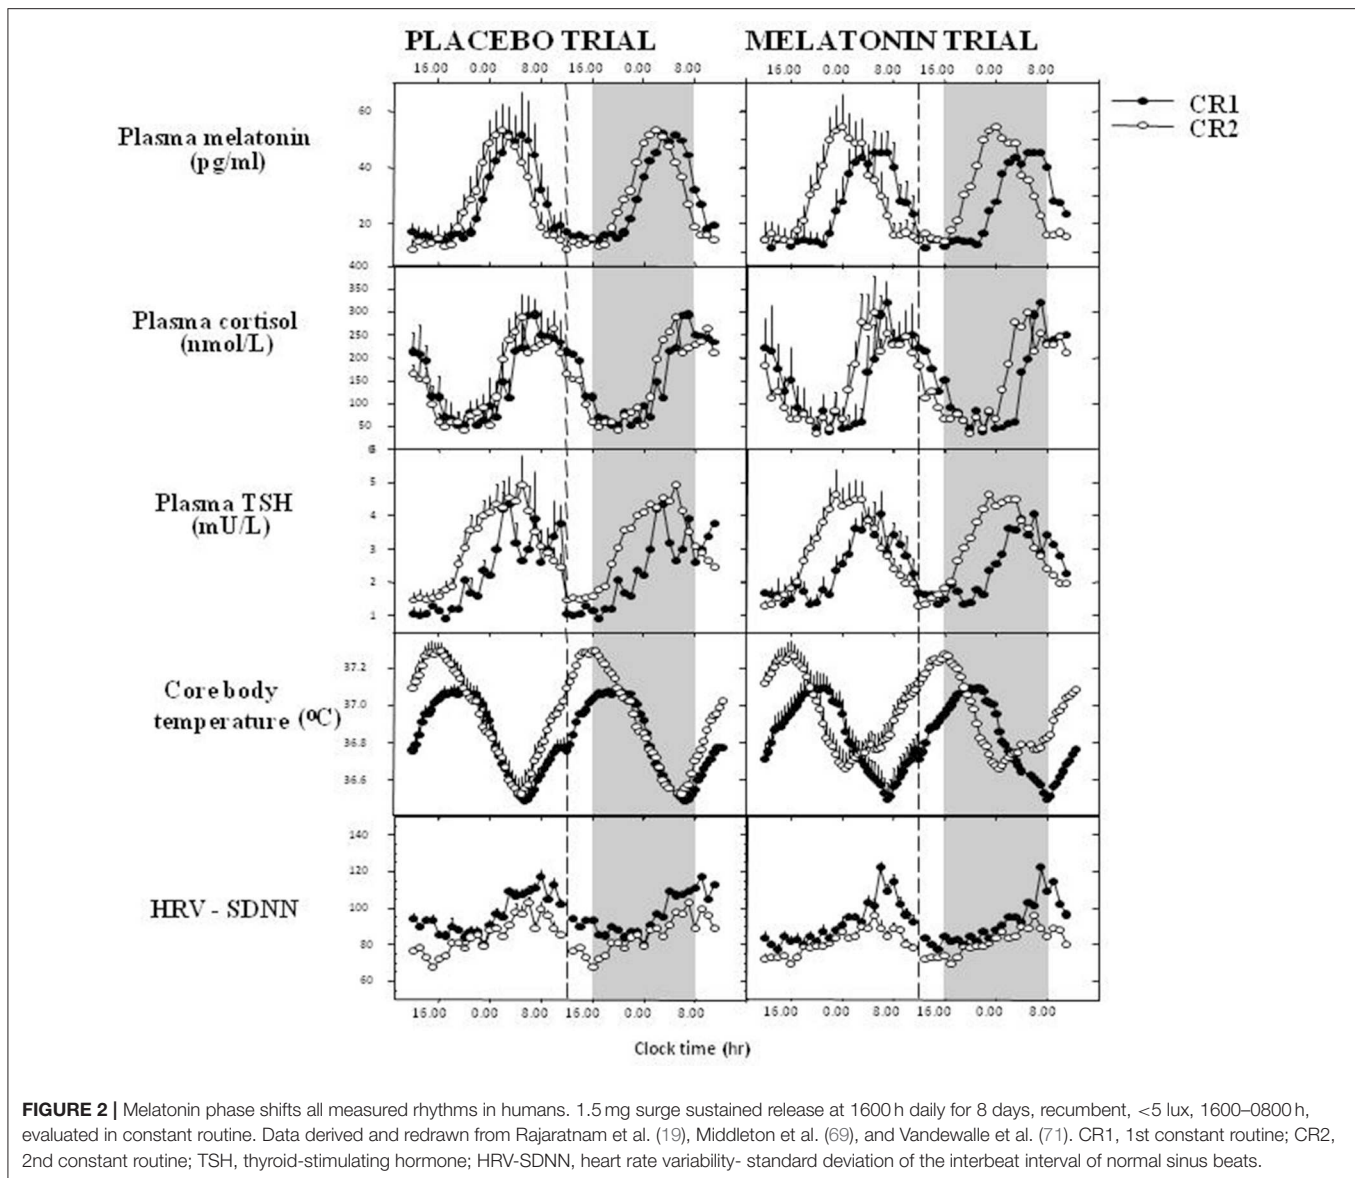 PLACEBO TRIAL MELATONIN TRIAL
16.00 0.00 8.00 16.00 0.00 8.00 16.00 0.00 8.00 16.00 0.00 8.00
CR1
CR2
Plasma melatonin
(pg/ml)
60
40
20
Plasma cortisol
(nmol/L)
400
350
300
250
200
150
100
50
Plasma TSH
(mU/L)
6
5
4
3
2
1
Core body
temperature (ºC)
37.2
37.0
36.8
36.6
HRV - SDNN
140
120
100
80
60
16.00 0.00 8.00 16.00 0.00 8.00 16.00 0.00 8.00 16.00 0.00 8.00
Clock time (hr)
FIGURE 2 | Melatonin phase shifts all measured rhythms in humans. 1.5 mg surge sustained release at 1600 h daily for 8 days, recumbent, <5 lux, 1600–0800 h,
evaluated in constant routine. Data derived and redrawn from Rajaratnam et al. (19), Middleton et al. (69), and Vandewalle et al. (71). CR1, 1st constant routine; CR2,
2nd constant routine; TSH, thyroid-stimulating hormone; HRV-SDNN, heart rate variability- standard deviation of the interbeat interval of normal sinus beats.